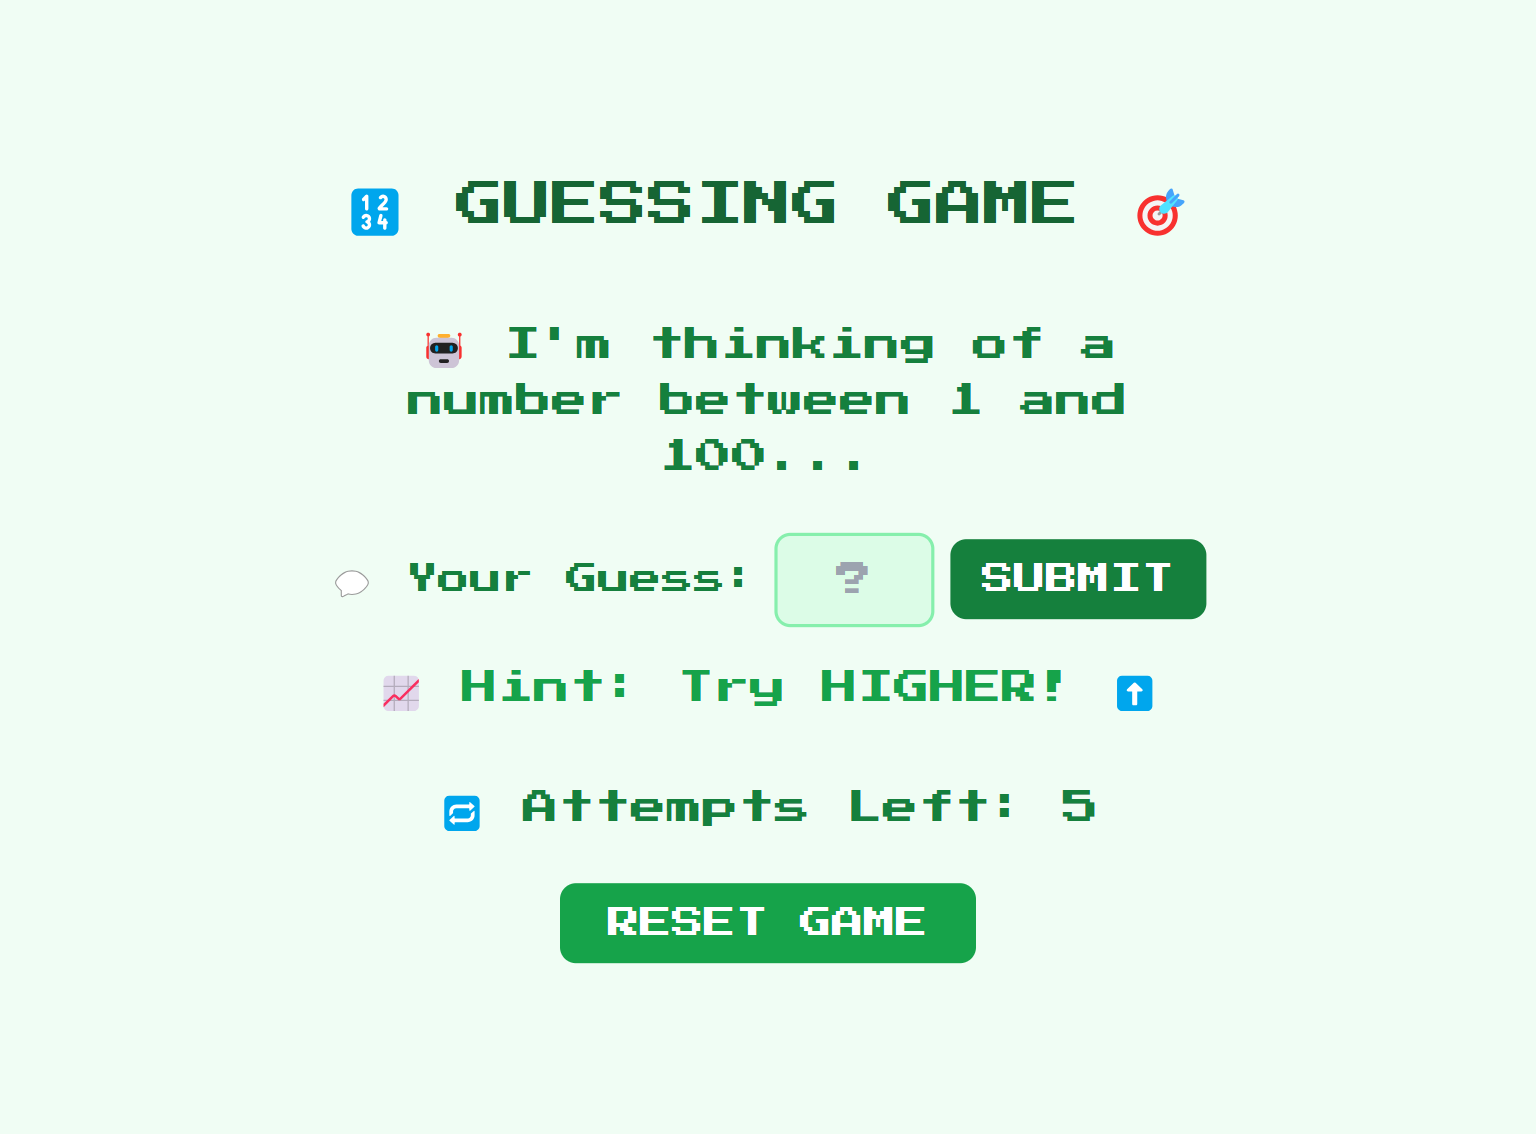 🔢 GUESSING GAME 🎯
🤖 I'm thinking of a
number between 1 and
100...
💬 Your Guess: ? SUBMIT
📈 Hint: Try HIGHER! ⬆️
🔁 Attempts Left: 5
RESET GAME